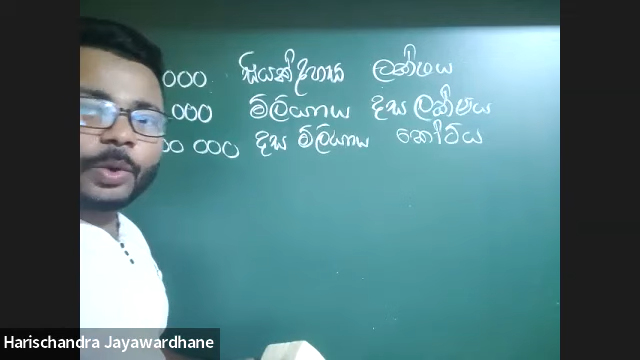 000 සියක් දහස ලක්ෂය
000 මිලියනය දස ලක්ෂය
00 000 දස මිලියනය කෝටිය
Harischandra Jayawardhane